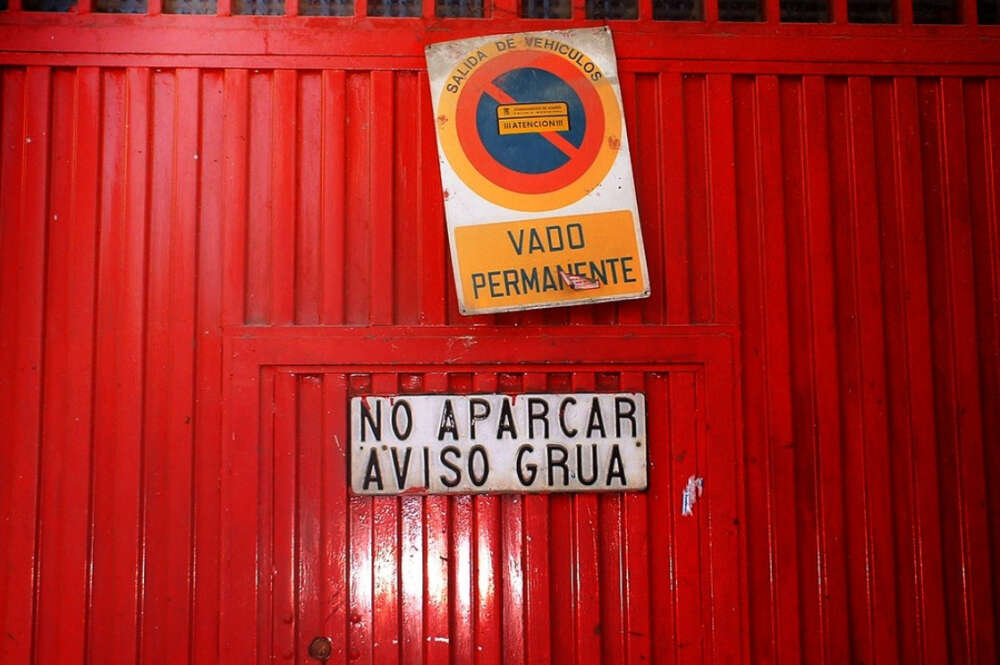 SALIDA DE VEHICULOS
¡¡¡ATENCION!!!
VADO
PERMANENTE
NO APARCAR
AVISO GRUA